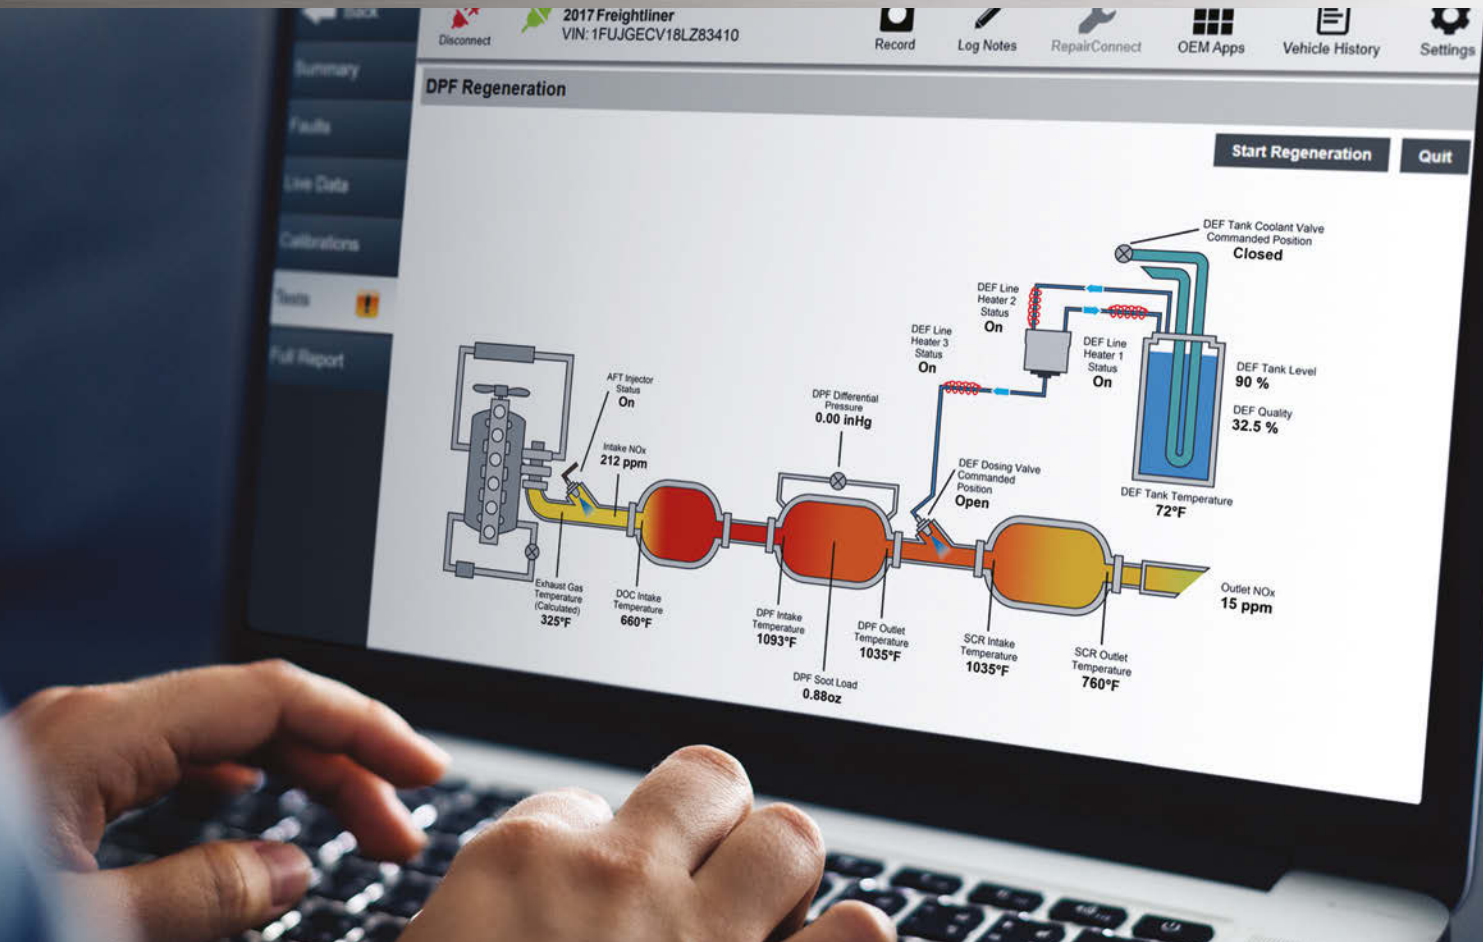 Back
2017 Freightliner
VIN: 1FUJGECV18LZ83410
Disconnect
Record
Log Notes
RepairConnect
OEM Apps
Vehicle History
Settings
Summary
Faults
Live Data
Calibrations
Tests
Full Report
DPF Regeneration
Start Regeneration
Quit
DEF Tank Coolant Valve
Commanded Position
Closed
DEF Line
Heater 2
Status
On
DEF Line
Heater 3
Status
On
DEF Line
Heater 1
Status
On
DEF Tank Level
90 %
DEF Quality
32.5 %
DEF Tank Temperature
72°F
AFT Injector
Status
On
Intake NOx
212 ppm
DPF Differential
Pressure
0.00 inHg
DEF Dosing Valve
Commanded
Position
Open
Exhaust Gas
Temperature
(Calculated)
325°F
DOC Intake
Temperature
660°F
DPF Intake
Temperature
1093°F
DPF Soot Load
0.88oz
DPF Outlet
Temperature
1035°F
SCR Intake
Temperature
1035°F
SCR Outlet
Temperature
760°F
Outlet NOx
15 ppm